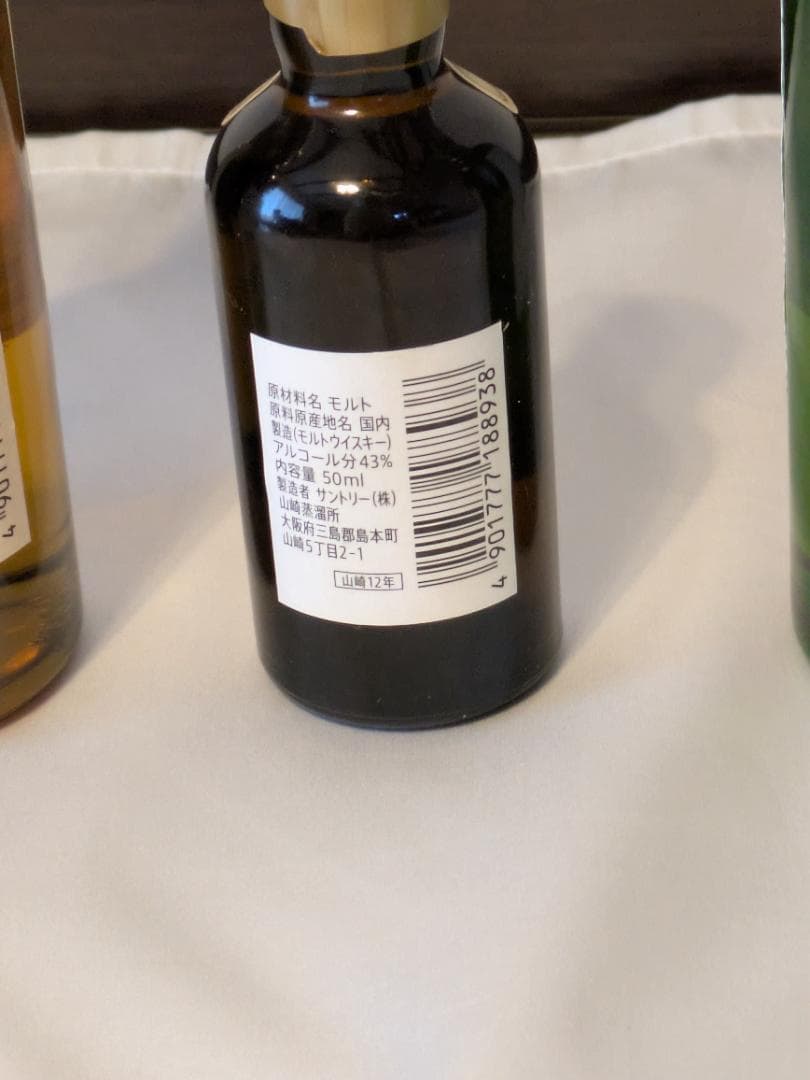 原材料名 モルト
原料原産地名 国内
製造(モルトウイスキー)
アルコール分43%
内容量 50ml
製造者 サントリー(株)
山崎蒸溜所
大阪府三島郡島本町
山崎5丁目2-1
山崎12年
4 901777 188938